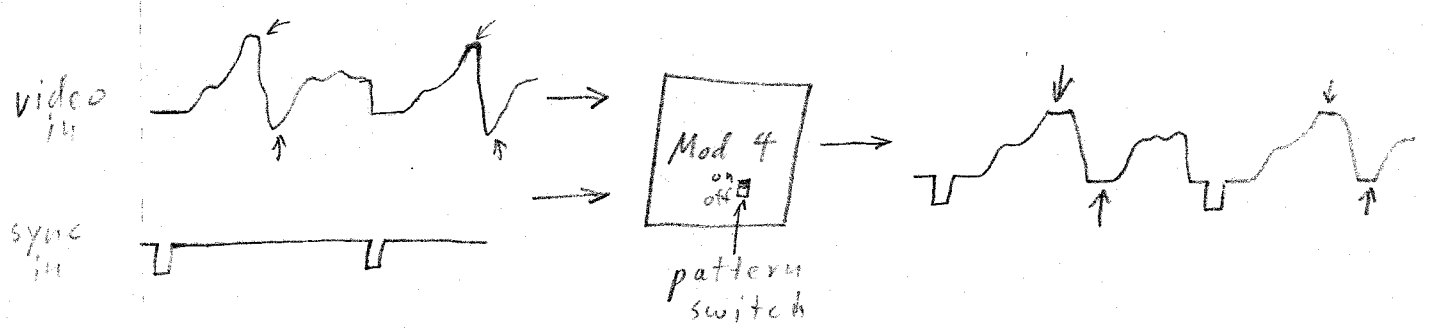 video
in
sync
in
Mod 4
on
off
pattern
switch